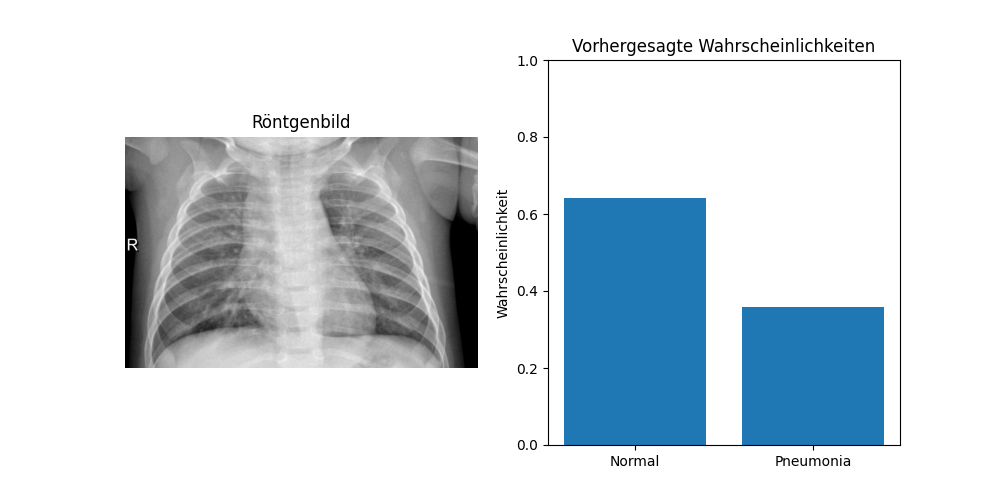 Röntgenbild
R
Vorhergesagte Wahrscheinlichkeiten
Wahrscheinlichkeit
1.0
0.8
0.6
0.4
0.2
0.0
Normal
Pneumonia